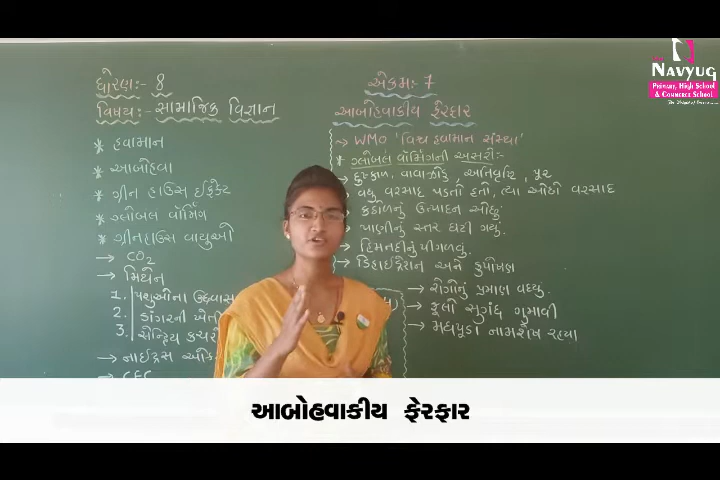 NAVYUG
Primary, High School
& Commerce School
ધોરણ:- 8
વિષય:- સામાજિક વિજ્ઞાન
* હવામાન
* આબોહવા
* ગ્રીન હાઉસ ઈફેક્ટ
* ગ્લોબલ વૉર્મિંગ
* ગ્રીનહાઉસ વાયુઓ
→ CO₂
→ મિથેન
1. પશુઓના ઉછવાસ
2. ડાંગરની ખેતી
3. સેન્દ્રિય કચરો
→ નાઈટ્રસ ઑક
→ CFC
એકમ: 7
આબોહવાકીય ફેરફાર
→ WMO 'વિશ્વ હવામાન સંસ્થા'
* ગ્લોબલ વૉર્મિંગની અસરો:-
→ દુષ્કાળ, વાવાઝોડું, અતિવૃષ્ટિ, પૂર
→ વધુ વરસાદ પડતો હતો, ત્યા ઓછો વરસાદ
→ કઠોળનું ઉત્પાદન ઓછું
→ પાણીનું સ્તર ઘટી ગયું.
→ હિમનદીનું પીગળવું.
→ ડિહાઈડ્રેશન અને કુપોષણ
→ રોગોનું પ્રમાણ વધ્યુ.
→ ફૂલો સુગંધ ગુમાવી
→ મધપૂડા નામશેષ રહ્યા
આબોહવાકીય ફેરફાર